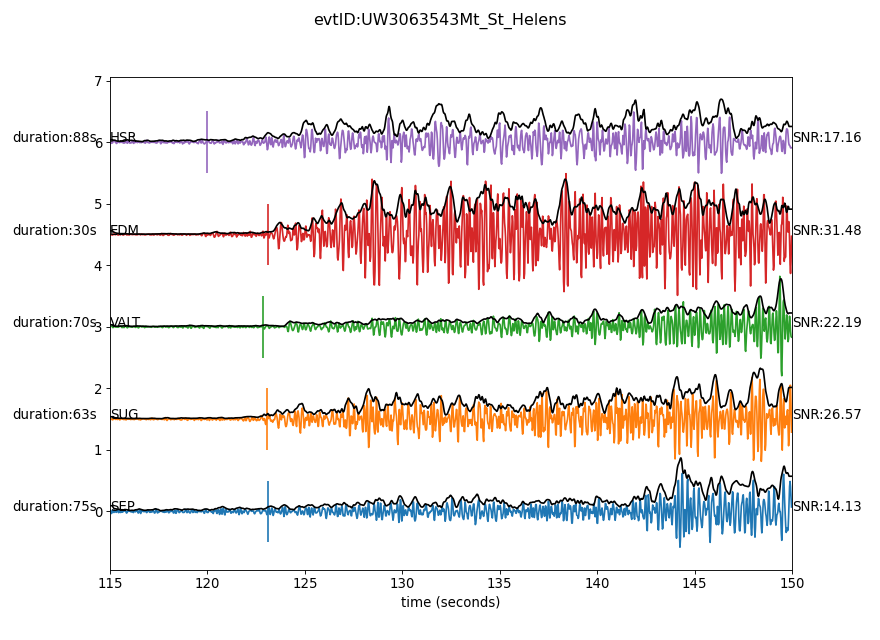 evtID:UW3063543Mt_St_Helens
7
duration:88s HSR SNR:17.16
6
5
duration:30s EDM SNR:31.48
4
duration:70s VALT SNR:22.19
3
2
duration:63s SUG SNR:26.57
1
duration:75s SEP SNR:14.13
0
115 120 125 130 135 140 145 150
time (seconds)